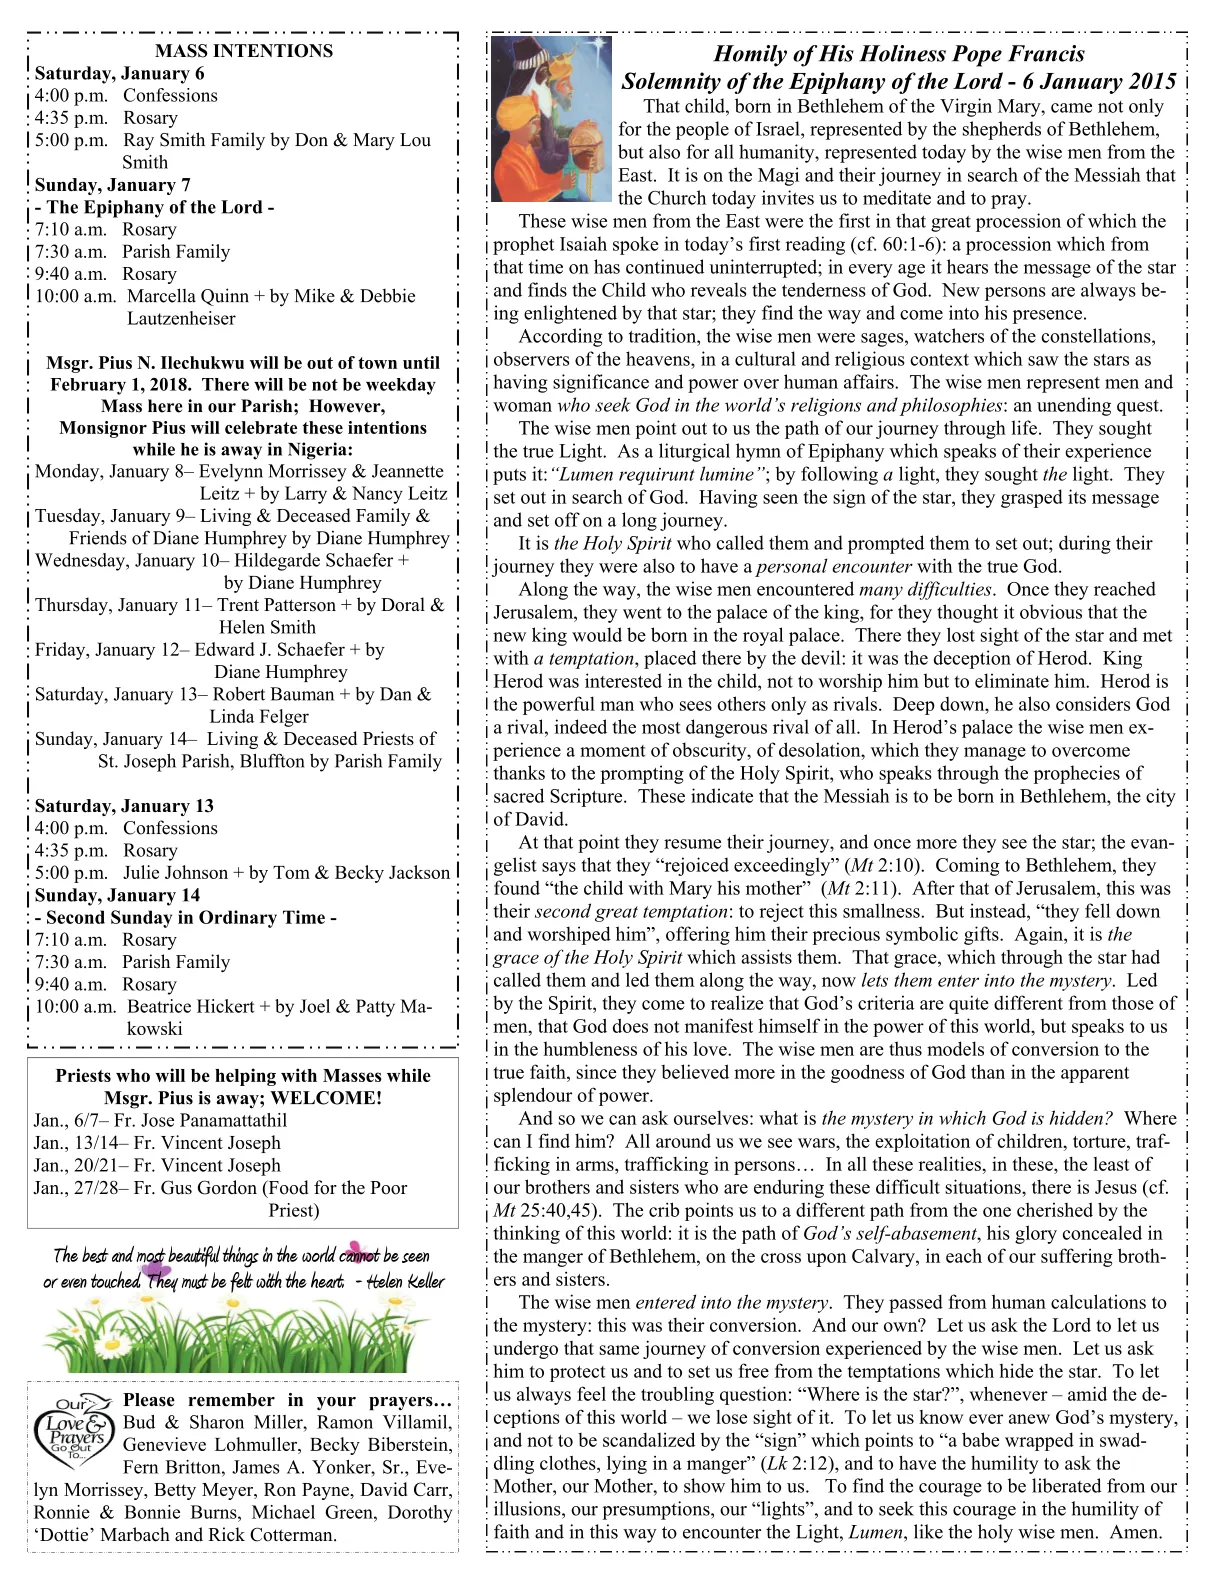 MASS INTENTIONS
Saturday, January 6
4:00 p.m.   Confessions
4:35 p.m.   Rosary
5:00 p.m.   Ray Smith Family by Don & Mary Lou
Smith
Sunday, January 7
- The Epiphany of the Lord -
7:10 a.m.   Rosary
7:30 a.m.   Parish Family
9:40 a.m.   Rosary
10:00 a.m.  Marcella Quinn + by Mike & Debbie
Lautzenheiser
Msgr. Pius N. Ilechukwu will be out of town until
February 1, 2018.  There will be not be weekday
Mass here in our Parish;  However,
Monsignor Pius will celebrate these intentions
while he is away in Nigeria:
Monday, January 8– Evelynn Morrissey & Jeannette
Leitz + by Larry & Nancy Leitz
Tuesday, January 9– Living & Deceased Family &
Friends of Diane Humphrey by Diane Humphrey
Wednesday, January 10– Hildegarde Schaefer +
by Diane Humphrey
Thursday, January 11– Trent Patterson + by Doral &
Helen Smith
Friday, January 12– Edward J. Schaefer + by
Diane Humphrey
Saturday, January 13– Robert Bauman + by Dan &
Linda Felger
Sunday, January 14–  Living & Deceased Priests of
St. Joseph Parish, Bluffton by Parish Family
Saturday, January 13
4:00 p.m.   Confessions
4:35 p.m.   Rosary
5:00 p.m.   Julie Johnson + by Tom & Becky Jackson
Sunday, January 14
- Second Sunday in Ordinary Time -
7:10 a.m.   Rosary
7:30 a.m.   Parish Family
9:40 a.m.   Rosary
10:00 a.m.  Beatrice Hickert + by Joel & Patty Ma-
kowski
Priests who will be helping with Masses while
Msgr. Pius is away; WELCOME!
Jan., 6/7– Fr. Jose Panamattathil
Jan., 13/14– Fr. Vincent Joseph
Jan., 20/21– Fr. Vincent Joseph
Jan., 27/28– Fr. Gus Gordon (Food for the Poor
Priest)
The best and most beautiful things in the world cannot be seen
or even touched. They must be felt with the heart.  - Helen Keller
Our
Love &
Prayers
Go Out
To...
Please remember in your prayers…
Bud & Sharon Miller, Ramon Villamil,
Genevieve Lohmuller, Becky Biberstein,
Fern Britton, James A. Yonker, Sr., Eve-
lyn Morrissey, Betty Meyer, Ron Payne, David Carr,
Ronnie & Bonnie Burns, Michael Green, Dorothy
‘Dottie’ Marbach and Rick Cotterman.
Homily of His Holiness Pope Francis
Solemnity of the Epiphany of the Lord - 6 January 2015
That child, born in Bethlehem of the Virgin Mary, came not only
for the people of Israel, represented by the shepherds of Bethlehem,
but also for all humanity, represented today by the wise men from the
East.  It is on the Magi and their journey in search of the Messiah that
the Church today invites us to meditate and to pray.
These wise men from the East were the first in that great procession of which the
prophet Isaiah spoke in today’s first reading (cf. 60:1-6): a procession which from
that time on has continued uninterrupted; in every age it hears the message of the star
and finds the Child who reveals the tenderness of God.  New persons are always be-
ing enlightened by that star; they find the way and come into his presence.
According to tradition, the wise men were sages, watchers of the constellations,
observers of the heavens, in a cultural and religious context which saw the stars as
having significance and power over human affairs.  The wise men represent men and
woman who seek God in the world’s religions and philosophies: an unending quest.
The wise men point out to us the path of our journey through life.  They sought
the true Light.  As a liturgical hymn of Epiphany which speaks of their experience
puts it: “Lumen requirunt lumine”; by following a light, they sought the light.  They
set out in search of God.  Having seen the sign of the star, they grasped its message
and set off on a long journey.
It is the Holy Spirit who called them and prompted them to set out; during their
journey they were also to have a personal encounter with the true God.
Along the way, the wise men encountered many difficulties.  Once they reached
Jerusalem, they went to the palace of the king, for they thought it obvious that the
new king would be born in the royal palace.  There they lost sight of the star and met
with a temptation, placed there by the devil: it was the deception of Herod.  King
Herod was interested in the child, not to worship him but to eliminate him.  Herod is
the powerful man who sees others only as rivals.  Deep down, he also considers God
a rival, indeed the most dangerous rival of all.  In Herod’s palace the wise men ex-
perience a moment of obscurity, of desolation, which they manage to overcome
thanks to the prompting of the Holy Spirit, who speaks through the prophecies of
sacred Scripture.  These indicate that the Messiah is to be born in Bethlehem, the city
of David.
At that point they resume their journey, and once more they see the star; the evan-
gelist says that they “rejoiced exceedingly” (Mt 2:10).  Coming to Bethlehem, they
found “the child with Mary his mother”  (Mt 2:11).  After that of Jerusalem, this was
their second great temptation: to reject this smallness.  But instead, “they fell down
and worshiped him”, offering him their precious symbolic gifts.  Again, it is the
grace of the Holy Spirit which assists them.  That grace, which through the star had
called them and led them along the way, now lets them enter into the mystery.  Led
by the Spirit, they come to realize that God’s criteria are quite different from those of
men, that God does not manifest himself in the power of this world, but speaks to us
in the humbleness of his love.  The wise men are thus models of conversion to the
true faith, since they believed more in the goodness of God than in the apparent
splendour of power.
And so we can ask ourselves: what is the mystery in which God is hidden?  Where
can I find him?  All around us we see wars, the exploitation of children, torture, traf-
ficking in arms, trafficking in persons…  In all these realities, in these, the least of
our brothers and sisters who are enduring these difficult situations, there is Jesus (cf.
Mt 25:40,45).  The crib points us to a different path from the one cherished by the
thinking of this world: it is the path of God’s self-abasement, his glory concealed in
the manger of Bethlehem, on the cross upon Calvary, in each of our suffering broth-
ers and sisters.
The wise men entered into the mystery.  They passed from human calculations to
the mystery: this was their conversion.  And our own?  Let us ask the Lord to let us
undergo that same journey of conversion experienced by the wise men.  Let us ask
him to protect us and to set us free from the temptations which hide the star.  To let
us always feel the troubling question: “Where is the star?”, whenever – amid the de-
ceptions of this world – we lose sight of it.  To let us know ever anew God’s mystery,
and not to be scandalized by the “sign” which points to “a babe wrapped in swad-
dling clothes, lying in a manger” (Lk 2:12), and to have the humility to ask the
Mother, our Mother, to show him to us.   To find the courage to be liberated from our
illusions, our presumptions, our “lights”, and to seek this courage in the humility of
faith and in this way to encounter the Light, Lumen, like the holy wise men.  Amen.